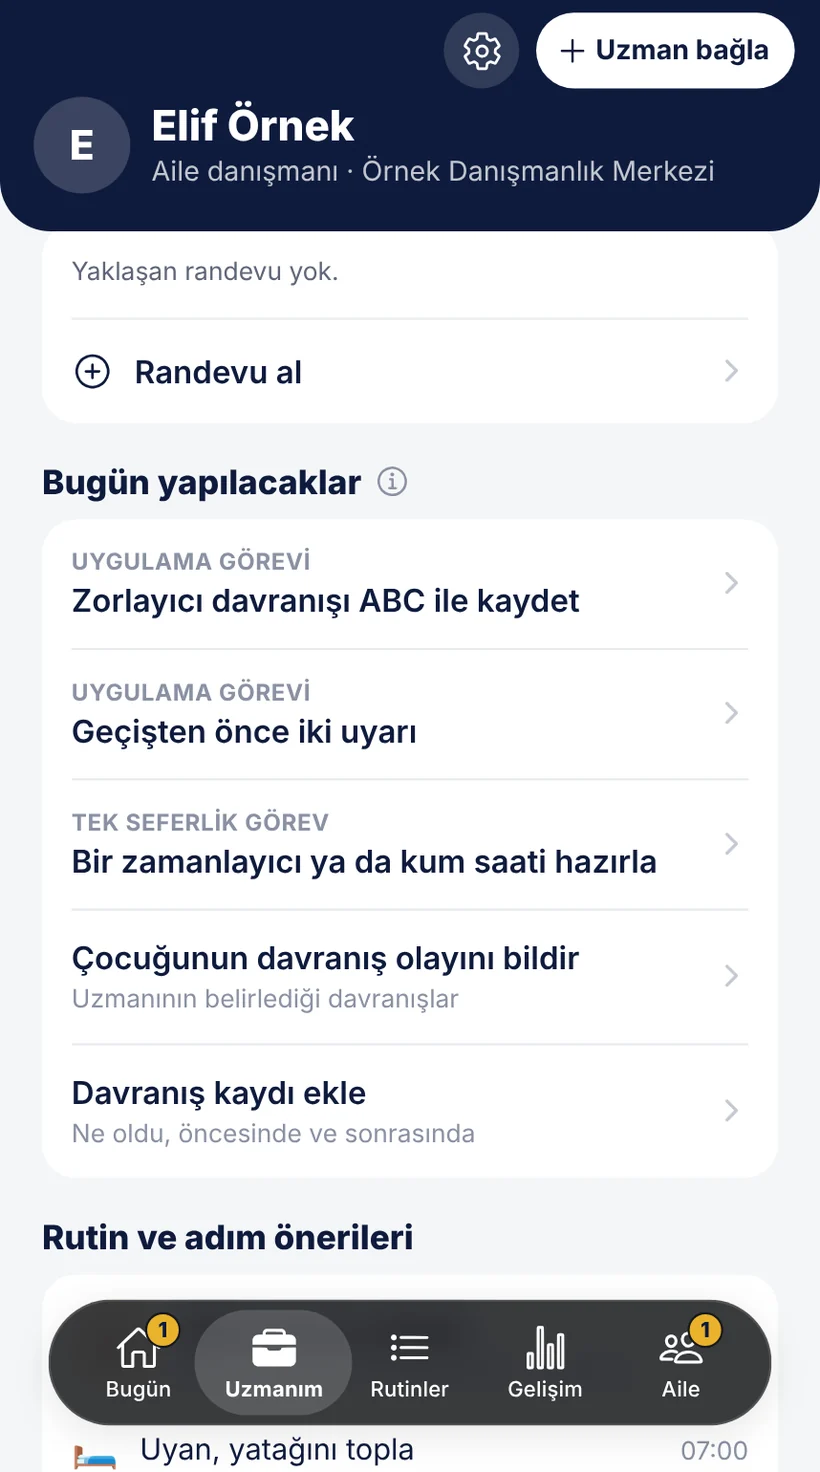 Uzman bağla
E
Elif Örnek
Aile danışmanı · Örnek Danışmanlık Merkezi
Yaklaşan randevu yok.
Randevu al
Bugün yapılacaklar
UYGULAMA GÖREVİ
Zorlayıcı davranışı ABC ile kaydet
UYGULAMA GÖREVİ
Geçişten önce iki uyarı
TEK SEFERLİK GÖREV
Bir zamanlayıcı ya da kum saati hazırla
Çocuğunun davranış olayını bildir
Uzmanının belirlediği davranışlar
Davranış kaydı ekle
Ne oldu, öncesinde ve sonrasında
Rutin ve adım önerileri
1
1
Bugün
Uzmanım
Rutinler
Gelişim
Aile
Uyan, yatağını topla
07:00